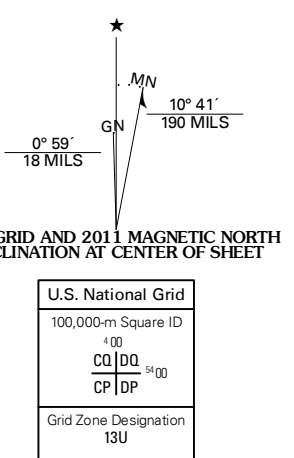 ★
MN
10° 41´
190 MILS
GN
0° 59´
18 MILS
GRID AND 2011 MAGNETIC NORTH
CLINATION AT CENTER OF SHEET
U.S. National Grid
100,000-m Square ID
4 00
CQ DQ
54 00
CP DP
Grid Zone Designation
13U